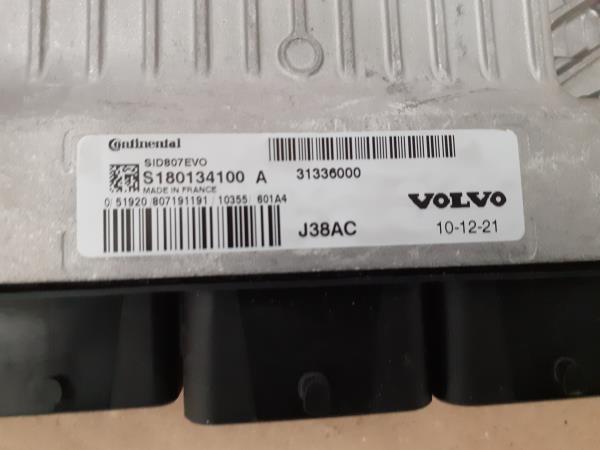 Continental
SID807EVO
S180134100 A
MADE IN FRANCE
0/51920/807191191/10355/601A4
31336000
VOLVO
J38AC
10-12-21